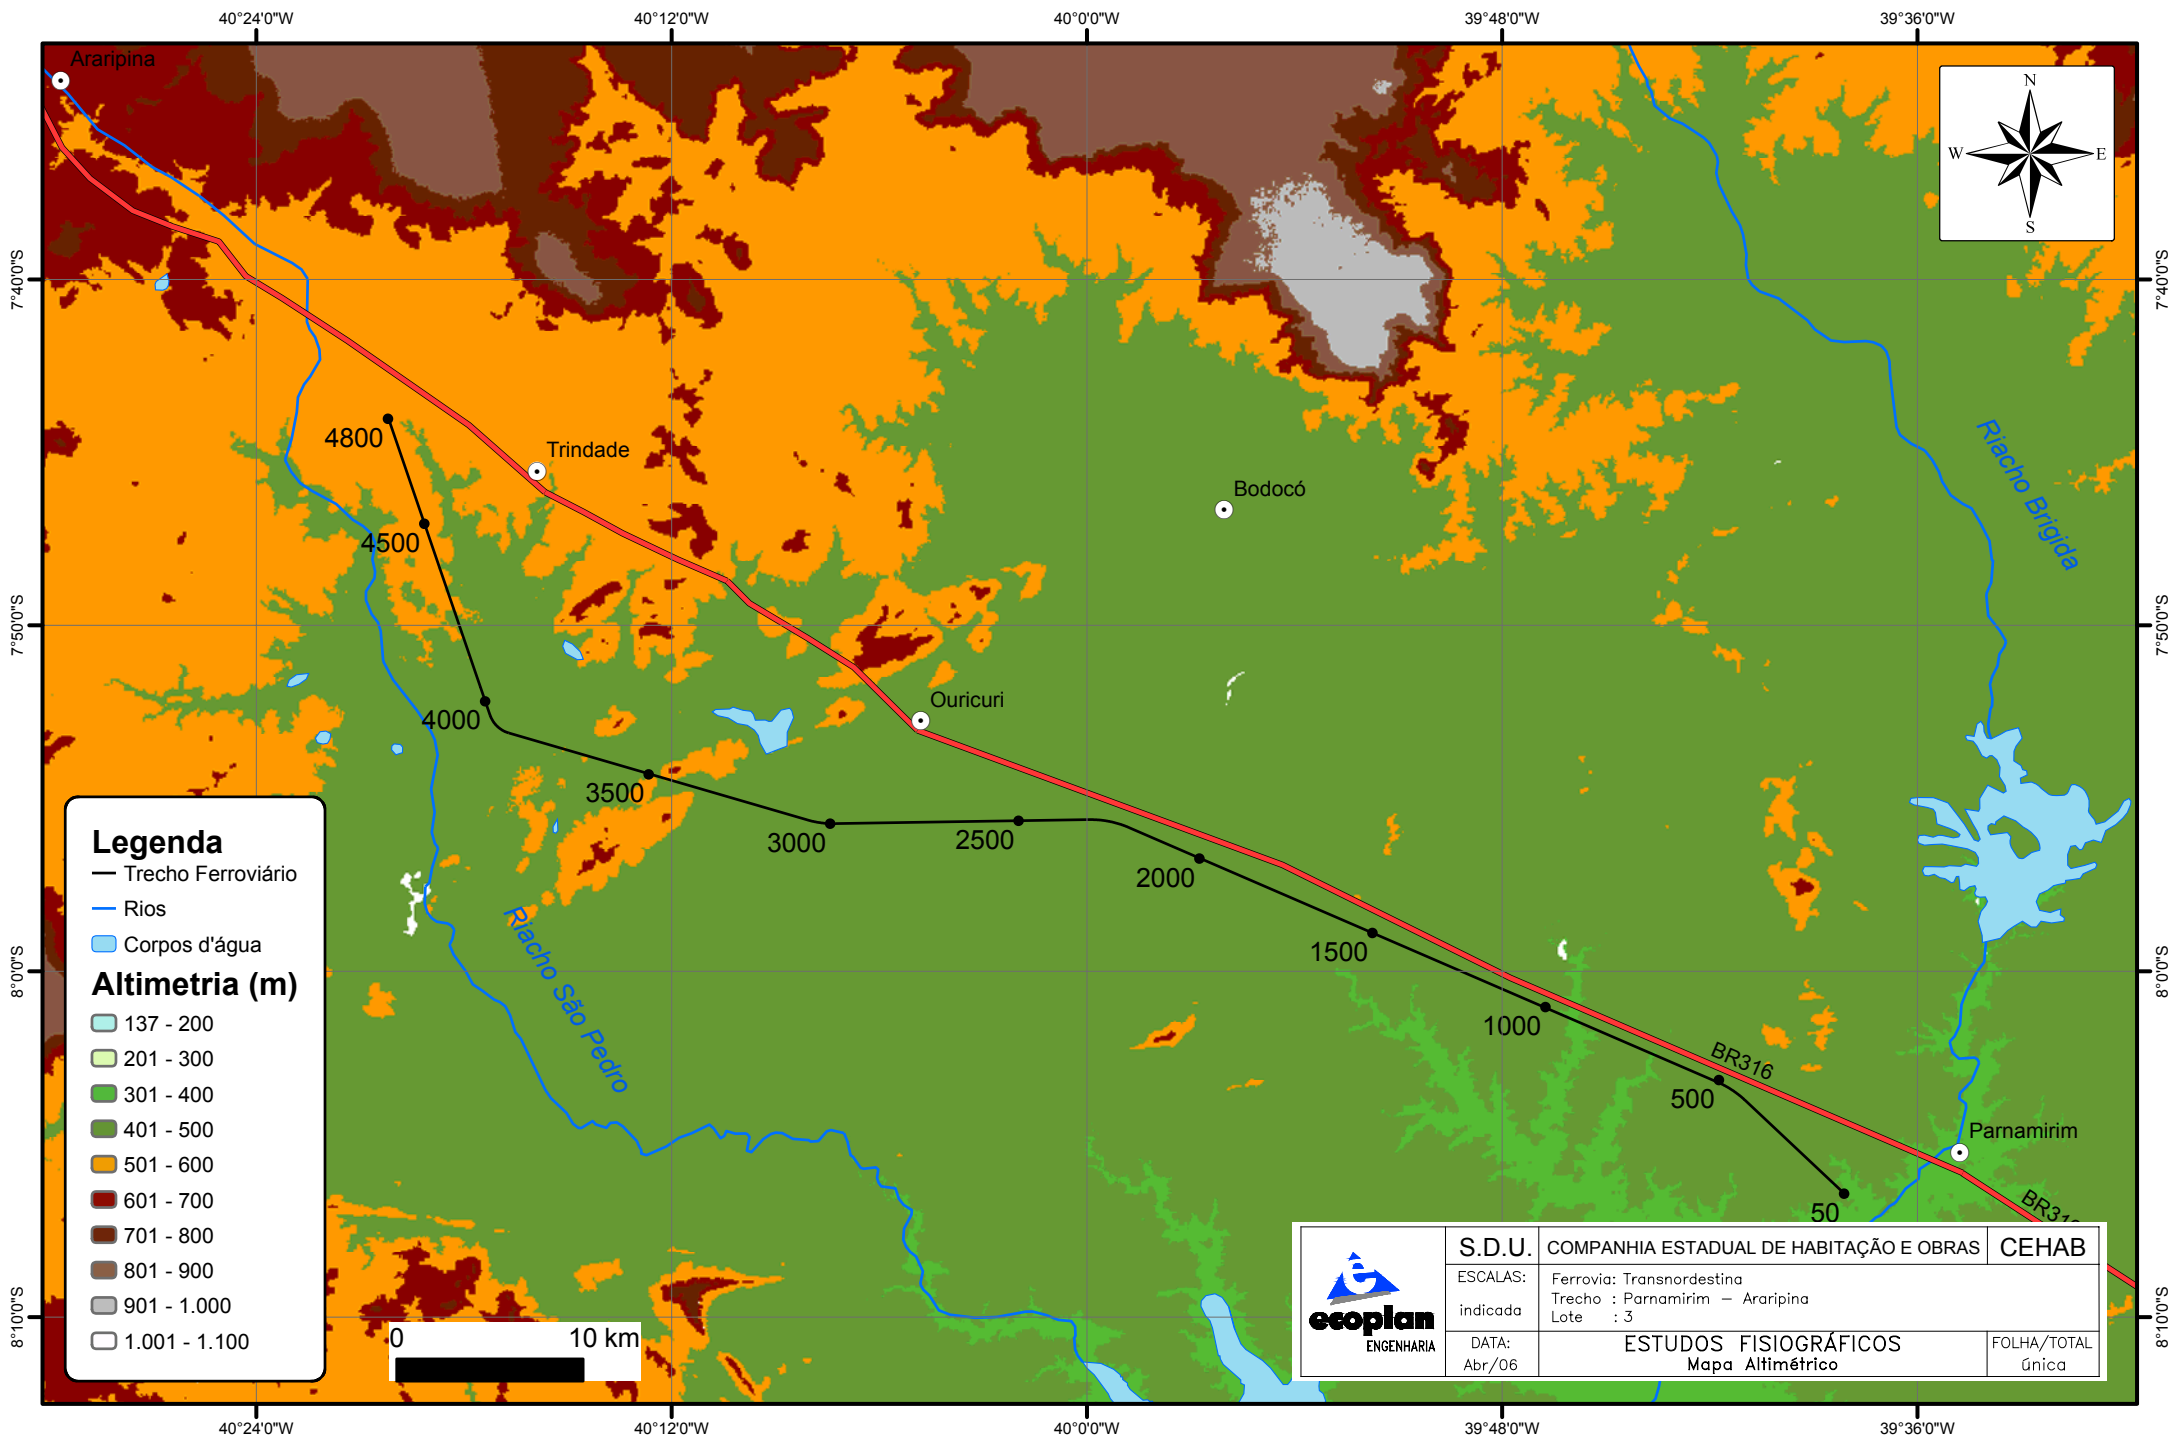 40°24'0"W
40°12'0"W
40°0'0"W
39°48'0"W
39°36'0"W
Araripina
N
W
E
S
7°40'0"S
7°40'0"S
4800
Trindade
Riacho Brigida
Bodocó
4500
7°50'0"S
7°50'0"S
4000
Ouricuri
3500
3000
2500
2000
1500
1000
500
50
Riacho São Pedro
8°0'0"S
8°0'0"S
BR316
Parnamirim
8°10'0"S
8°10'0"S
Legenda
Trecho Ferroviário
Rios
Corpos d'água
Altimetria (m)
137 - 200
201 - 300
301 - 400
401 - 500
501 - 600
601 - 700
701 - 800
801 - 900
901 - 1.000
1.001 - 1.100
0 10 km
ecoplan
ENGENHARIA
S.D.U. COMPANHIA ESTADUAL DE HABITAÇÃO E OBRAS CEHAB
ESCALAS:
indicada
Ferrovia: Transnordestina
Trecho : Parnamirim - Araripina
Lote : 3
DATA:
Abr/06
ESTUDOS FISIOGRÁFICOS
Mapa Altimétrico
FOLHA/TOTAL
única
40°24'0"W
40°12'0"W
40°0'0"W
39°48'0"W
39°36'0"W